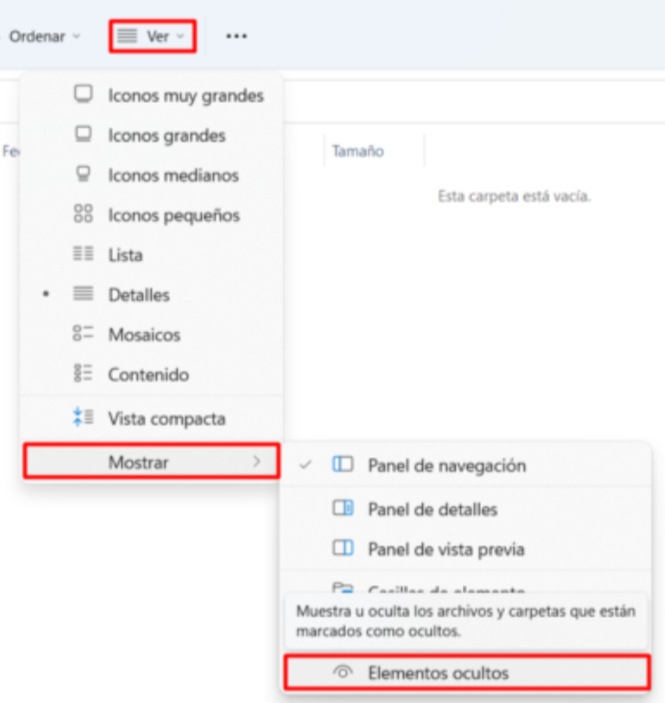 Ordenar
Ver
Iconos muy grandes
Iconos grandes
Iconos medianos
Iconos pequeños
Lista
Detalles
Mosaicos
Contenido
Vista compacta
Mostrar
Fe
Tamaño
Esta carpeta está vacía.
Panel de navegación
Panel de detalles
Panel de vista previa
Casillas de elemento
Muestra u oculta los archivos y carpetas que están
marcados como ocultos.
Elementos ocultos